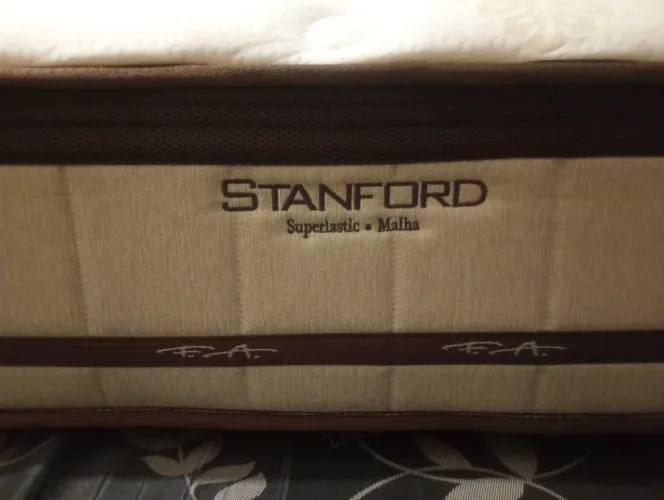 STANFORD
Superlastic • Malha
F.A. F.A.